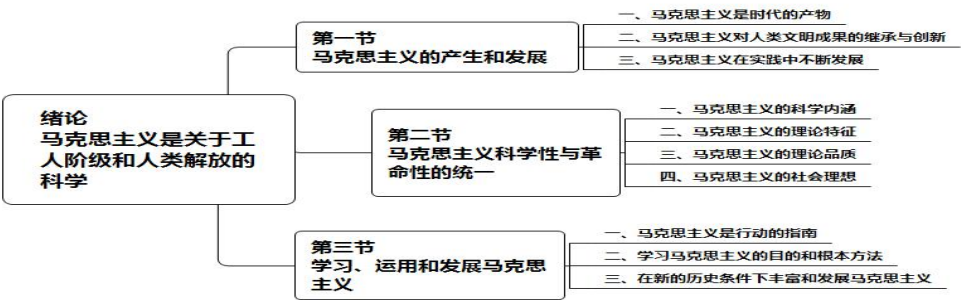 绪论
马克思主义是关于工
人阶级和人类解放的
科学
第一节
马克思主义的产生和发展
一、马克思主义是时代的产物
二、马克思主义对人类文明成果的继承与创新
三、马克思主义在实践中不断发展
第二节
马克思主义科学性与革
命性的统一
一、马克思主义的科学内涵
二、马克思主义的理论特征
三、马克思主义的理论品质
四、马克思主义的社会理想
第三节
学习、运用和发展马克思
主义
一、马克思主义是行动的指南
二、学习马克思主义的目的和根本方法
三、在新的历史条件下丰富和发展马克思主义